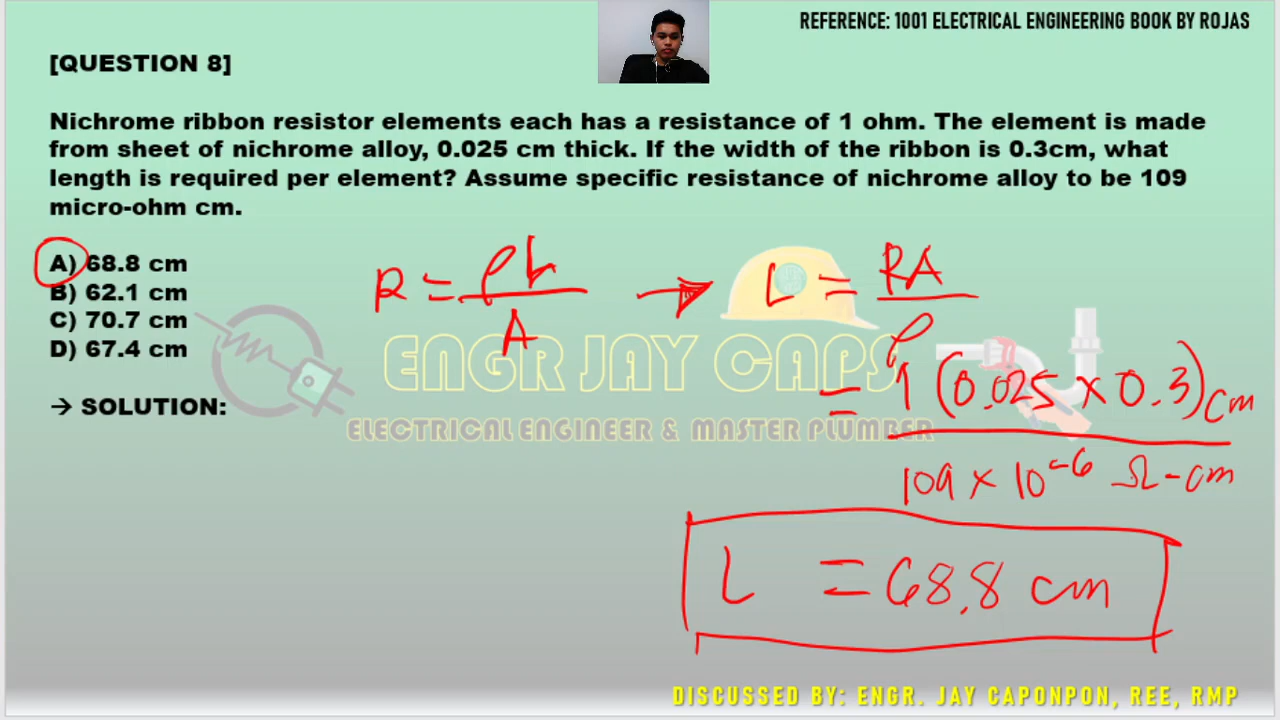 REFERENCE: 1001 ELECTRICAL ENGINEERING BOOK BY ROJAS
[QUESTION 8]
Nichrome ribbon resistor elements each has a resistance of 1 ohm. The element is made
from sheet of nichrome alloy, 0.025 cm thick. If the width of the ribbon is 0.3cm, what
length is required per element? Assume specific resistance of nichrome alloy to be 109
micro-ohm cm.
A) 68.8 cm
B) 62.1 cm
C) 70.7 cm
D) 67.4 cm
→ SOLUTION:
R = ρL / A → L = RA / ρ
= 1 (0.025 × 0.3) cm / 109 × 10^-6 Ω-cm
L = 68.8 cm
ENGR JAY CAPS
ELECTRICAL ENGINEER & MASTER PLUMBER
DISCUSSED BY: ENGR. JAY CAPONPON, REE, RMP